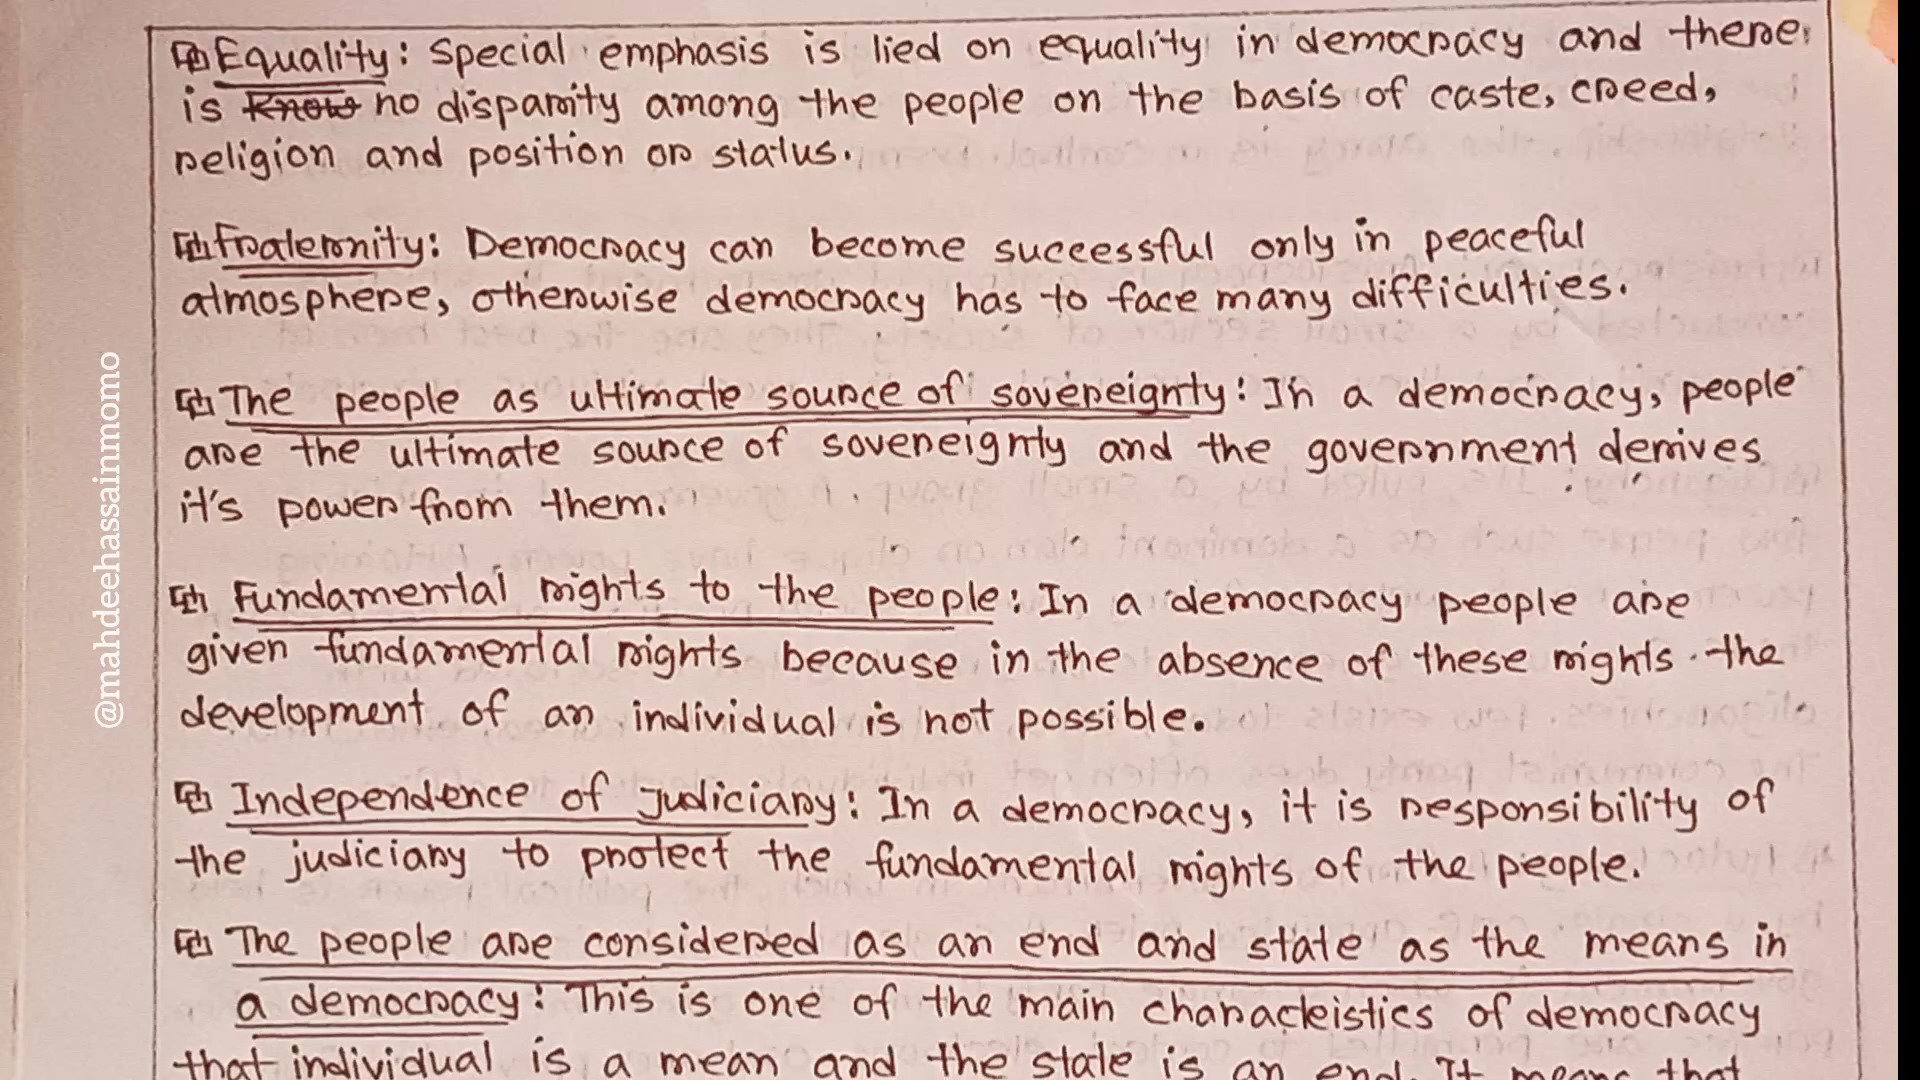 Equality: Special emphasis is lied on equality in democracy and there
is know no disparity among the people on the basis of caste, creed,
religion and position or status.
Fraternity: Democracy can become successful only in peaceful
atmosphere, otherwise democracy has to face many difficulties.
The people as ultimate source of sovereignty: In a democracy, people
are the ultimate source of sovereignty and the government derives
it's power from them.
Fundamental rights to the people: In a democracy people are
given fundamental rights because in the absence of these rights the
development of an individual is not possible.
Independence of judiciary: In a democracy, it is responsibility of
the judiciary to protect the fundamental rights of the people.
The people are considered as an end and state as the means in
a democracy: This is one of the main characteistics of democracy
that individual is a mean and the state is an end. It means that
@mahdeehassainmomo